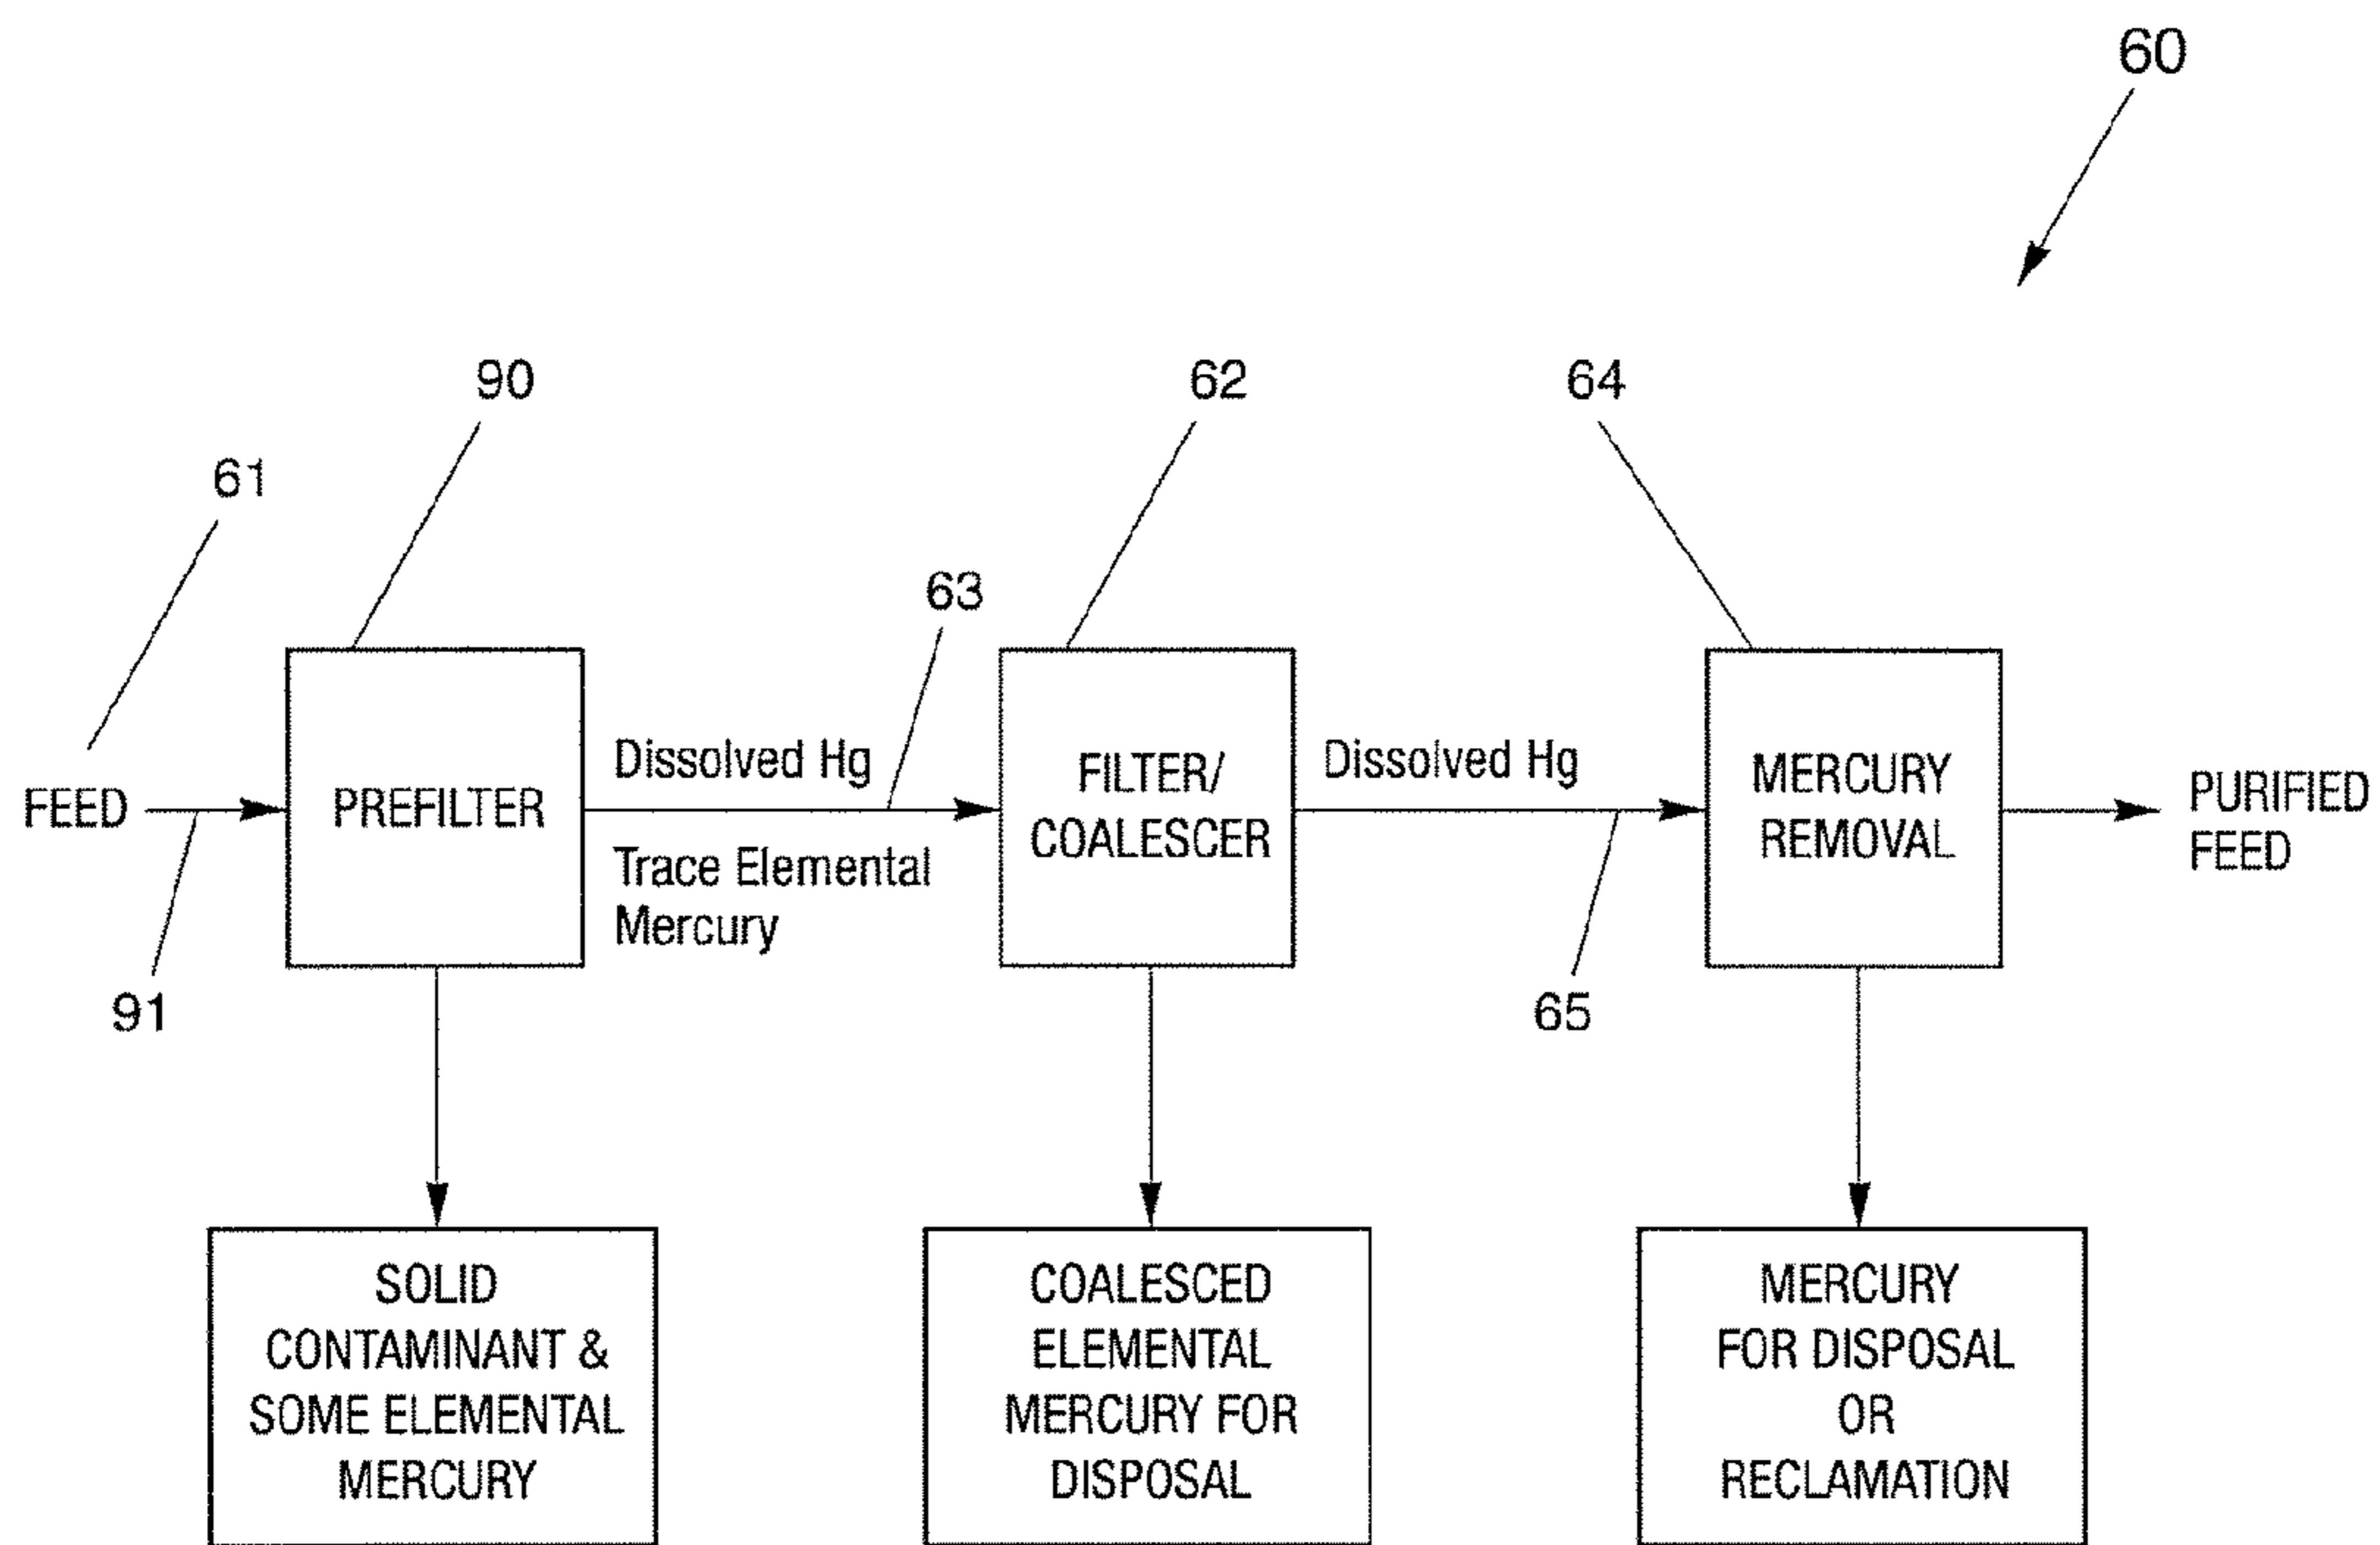 60
90
62
64
61
63
FEED
PREFILTER
Dissolved Hg
Trace Elemental
Mercury
FILTER/
COALESCER
Dissolved Hg
MERCURY
REMOVAL
PURIFIED
FEED
91
65
SOLID
CONTAMINANT &
SOME ELEMENTAL
MERCURY
COALESCED
ELEMENTAL
MERCURY FOR
DISPOSAL
MERCURY
FOR DISPOSAL
OR
RECLAMATION